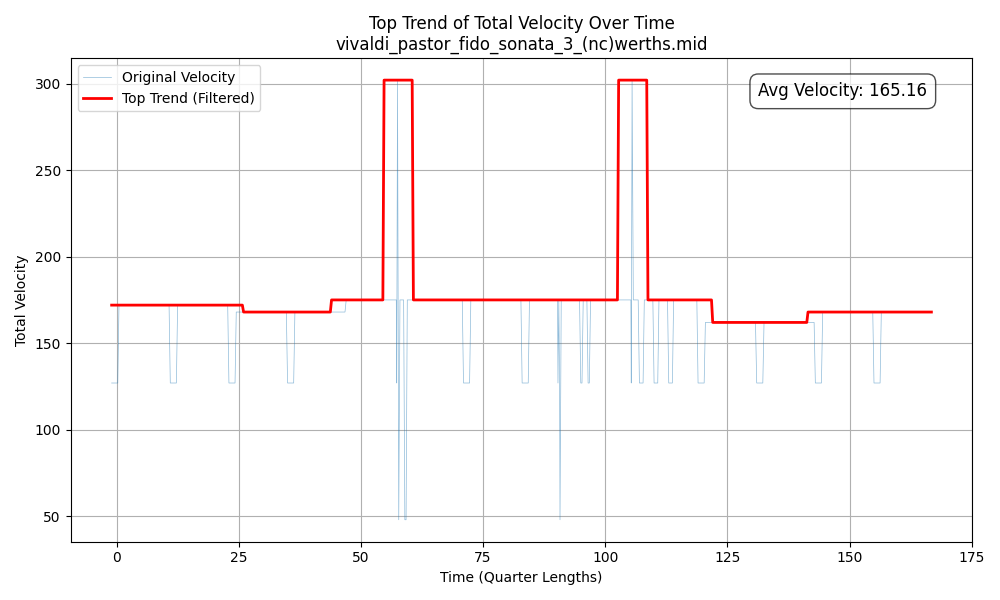 Top Trend of Total Velocity Over Time
vivaldi_pastor_fido_sonata_3_(nc)werths.mid
Original Velocity
Top Trend (Filtered)
Avg Velocity: 165.16
Total Velocity
300
250
200
150
100
50
0 25 50 75 100 125 150 175
Time (Quarter Lengths)